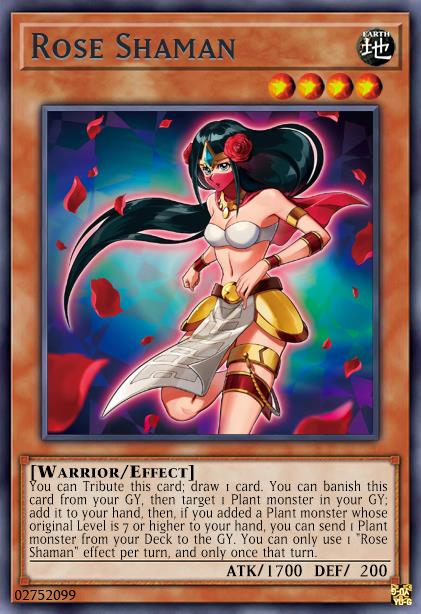 Rose Shaman
EARTH
地
[Warrior/Effect]
You can Tribute this card; draw 1 card. You can banish this
card from your GY, then target 1 Plant monster in your GY;
add it to your hand, then, if you added a Plant monster whose
original Level is 7 or higher to your hand, you can send 1 Plant
monster from your Deck to the GY. You can only use 1 "Rose
Shaman" effect per turn, and only once that turn.
ATK/1700 DEF/ 200
02752099